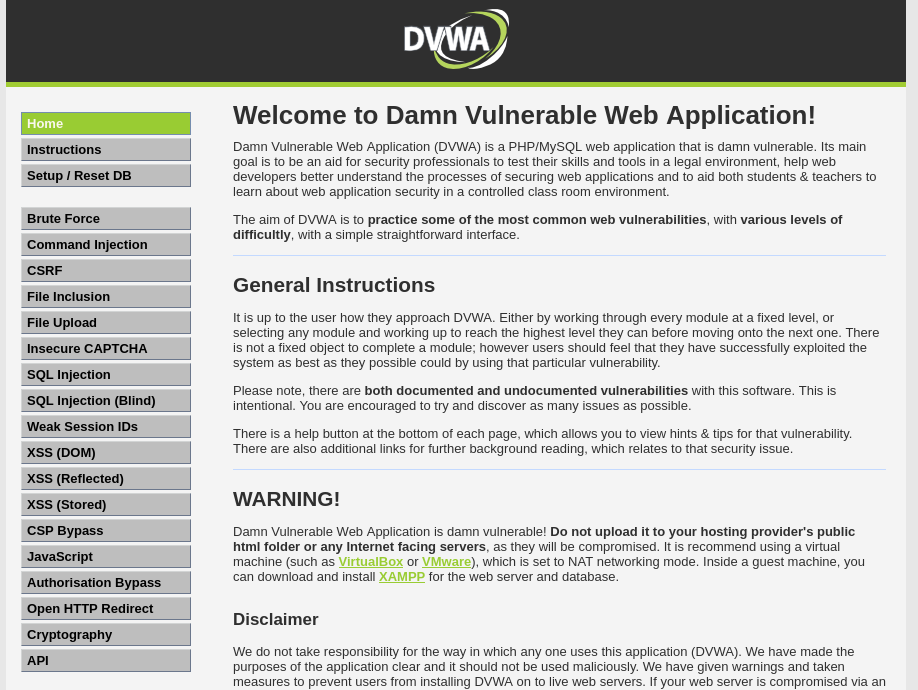 DVWA
Home
Instructions
Setup / Reset DB
Brute Force
Command Injection
CSRF
File Inclusion
File Upload
Insecure CAPTCHA
SQL Injection
SQL Injection (Blind)
Weak Session IDs
XSS (DOM)
XSS (Reflected)
XSS (Stored)
CSP Bypass
JavaScript
Authorisation Bypass
Open HTTP Redirect
Cryptography
API
Welcome to Damn Vulnerable Web Application!
Damn Vulnerable Web Application (DVWA) is a PHP/MySQL web application that is damn vulnerable. Its main
goal is to be an aid for security professionals to test their skills and tools in a legal environment, help web
developers better understand the processes of securing web applications and to aid both students & teachers to
learn about web application security in a controlled class room environment.
The aim of DVWA is to practice some of the most common web vulnerabilities, with various levels of
difficultly, with a simple straightforward interface.
General Instructions
It is up to the user how they approach DVWA. Either by working through every module at a fixed level, or
selecting any module and working up to reach the highest level they can before moving onto the next one. There
is not a fixed object to complete a module; however users should feel that they have successfully exploited the
system as best as they possible could by using that particular vulnerability.
Please note, there are both documented and undocumented vulnerabilities with this software. This is
intentional. You are encouraged to try and discover as many issues as possible.
There is a help button at the bottom of each page, which allows you to view hints & tips for that vulnerability.
There are also additional links for further background reading, which relates to that security issue.
WARNING!
Damn Vulnerable Web Application is damn vulnerable! Do not upload it to your hosting provider's public
html folder or any Internet facing servers, as they will be compromised. It is recommend using a virtual
machine (such as VirtualBox or VMware), which is set to NAT networking mode. Inside a guest machine, you
can download and install XAMPP for the web server and database.
Disclaimer
We do not take responsibility for the way in which any one uses this application (DVWA). We have made the
purposes of the application clear and it should not be used maliciously. We have given warnings and taken
measures to prevent users from installing DVWA on to live web servers. If your web server is compromised via an